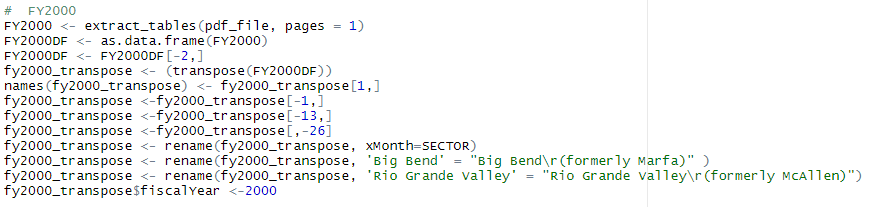 #  FY2000
FY2000 <- extract_tables(pdf_file, pages = 1)
FY2000DF <- as.data.frame(FY2000)
FY2000DF <- FY2000DF[-2,]
fy2000_transpose <- (transpose(FY2000DF))
names(fy2000_transpose) <- fy2000_transpose[1,]
fy2000_transpose <-fy2000_transpose[-1,]
fy2000_transpose <-fy2000_transpose[-13,]
fy2000_transpose <-fy2000_transpose[,-26]
fy2000_transpose <- rename(fy2000_transpose, xMonth=SECTOR)
fy2000_transpose <- rename(fy2000_transpose, 'Big Bend' = "Big Bend\r(formerly Marfa)" )
fy2000_transpose <- rename(fy2000_transpose, 'Rio Grande Valley' = "Rio Grande Valley\r(formerly McAllen)")
fy2000_transpose$fiscalYear <-2000